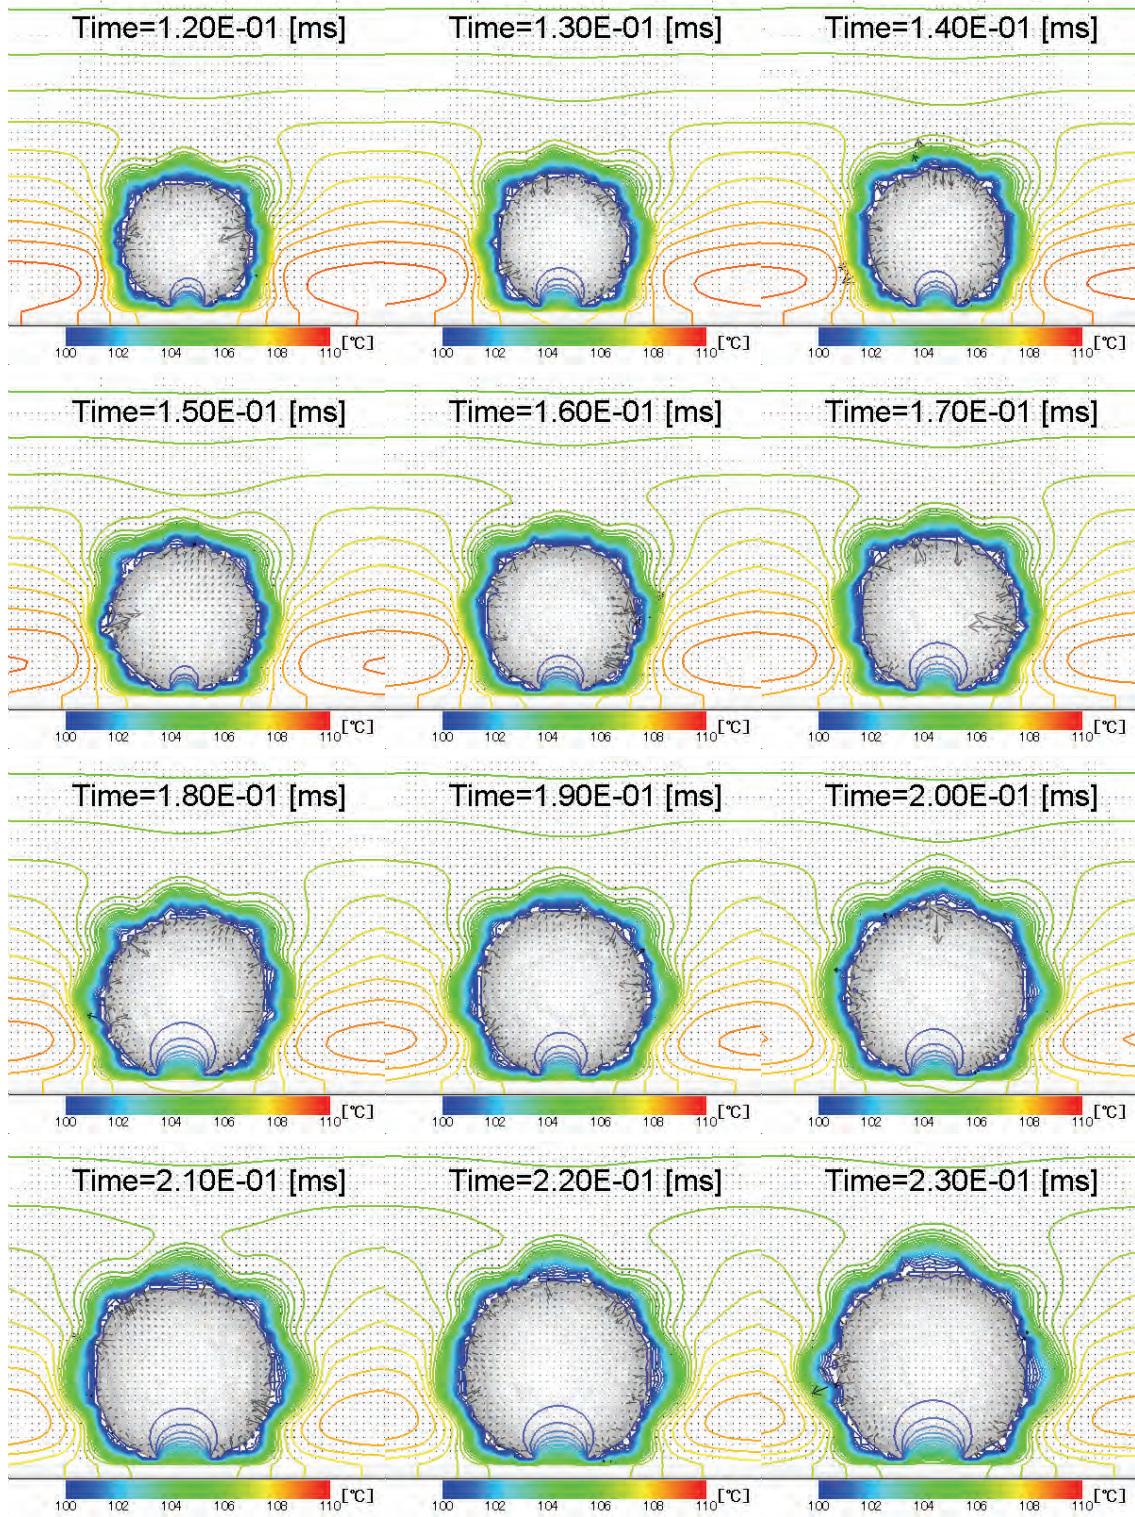 Time=1.20E-01 [ms] Time=1.30E-01 [ms] Time=1.40E-01 [ms]
100 102 104 106 108 110 [℃] 100 102 104 106 108 110 [℃] 100 102 104 106 108 110 [℃]
Time=1.50E-01 [ms] Time=1.60E-01 [ms] Time=1.70E-01 [ms]
100 102 104 106 108 110 [℃] 100 102 104 106 108 110 [℃] 100 102 104 106 108 110 [℃]
Time=1.80E-01 [ms] Time=1.90E-01 [ms] Time=2.00E-01 [ms]
100 102 104 106 108 110 [℃] 100 102 104 106 108 110 [℃] 100 102 104 106 108 110 [℃]
Time=2.10E-01 [ms] Time=2.20E-01 [ms] Time=2.30E-01 [ms]
100 102 104 106 108 110 [℃] 100 102 104 106 108 110 [℃] 100 102 104 106 108 110 [℃]